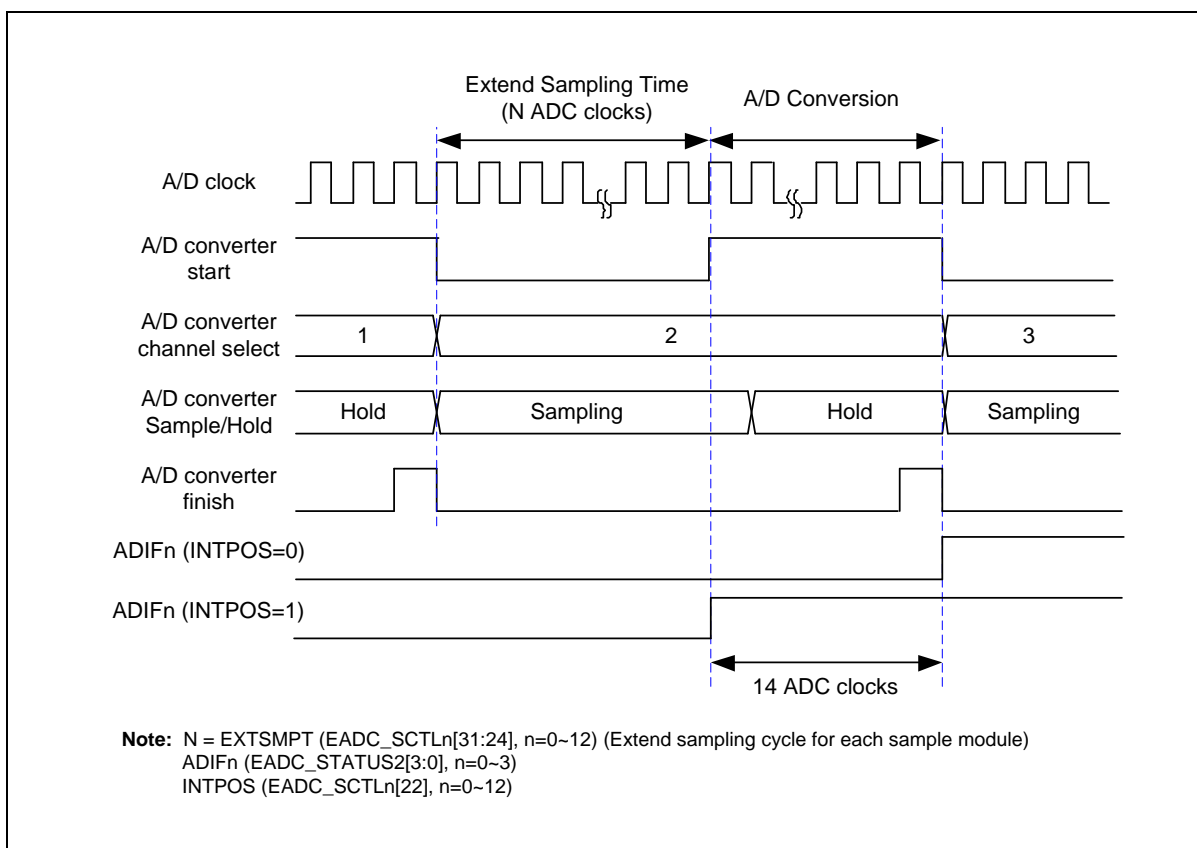 Extend Sampling Time
(N ADC clocks)
A/D Conversion
A/D clock
A/D converter
start
A/D converter
channel select
1
2
3
A/D converter
Sample/Hold
Hold
Sampling
Hold
Sampling
A/D converter
finish
ADIFn (INTPOS=0)
ADIFn (INTPOS=1)
14 ADC clocks
Note: N = EXTSMPT (EADC_SCTLn[31:24], n=0~12) (Extend sampling cycle for each sample module)
ADIFn (EADC_STATUS2[3:0], n=0~3)
INTPOS (EADC_SCTLn[22], n=0~12)